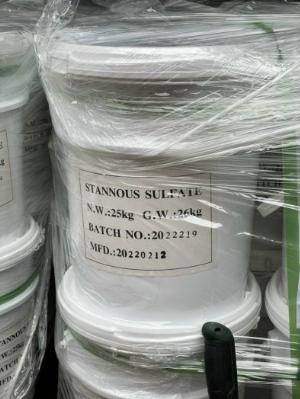 STANNOUS SULFATE
N.W.:25kg G.W.:26kg
BATCH NO.:2022219
MFD.:20220212